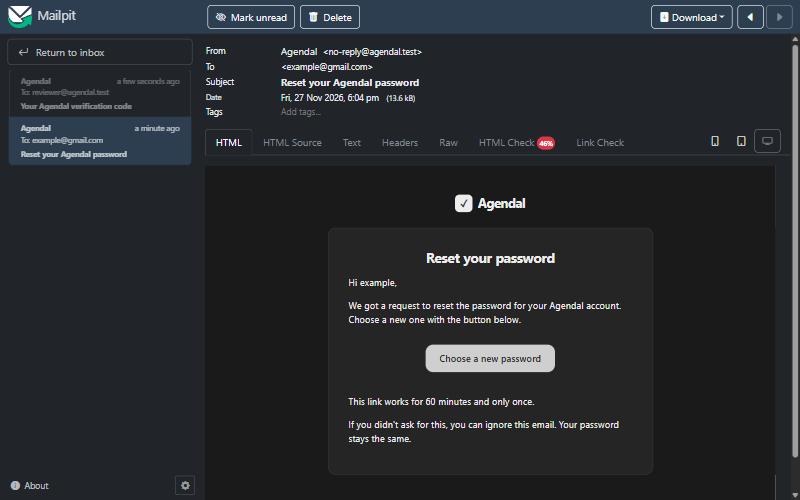 Mailpit
Mark unread
Delete
Download
Return to inbox
Agendal a few seconds ago
To: reviewer@agendal.test
Your Agendal verification code
Agendal a minute ago
To: example@gmail.com
Reset your Agendal password
From Agendal <no-reply@agendal.test>
To <example@gmail.com>
Subject Reset your Agendal password
Date Fri, 27 Nov 2026, 6:04 pm (13.6 kB)
Tags Add tags...
HTML HTML Source Text Headers Raw HTML Check 46% Link Check
Agendal
Reset your password
Hi example,
We got a request to reset the password for your Agendal account.
Choose a new one with the button below.
Choose a new password
This link works for 60 minutes and only once.
If you didn't ask for this, you can ignore this email. Your password
stays the same.
About